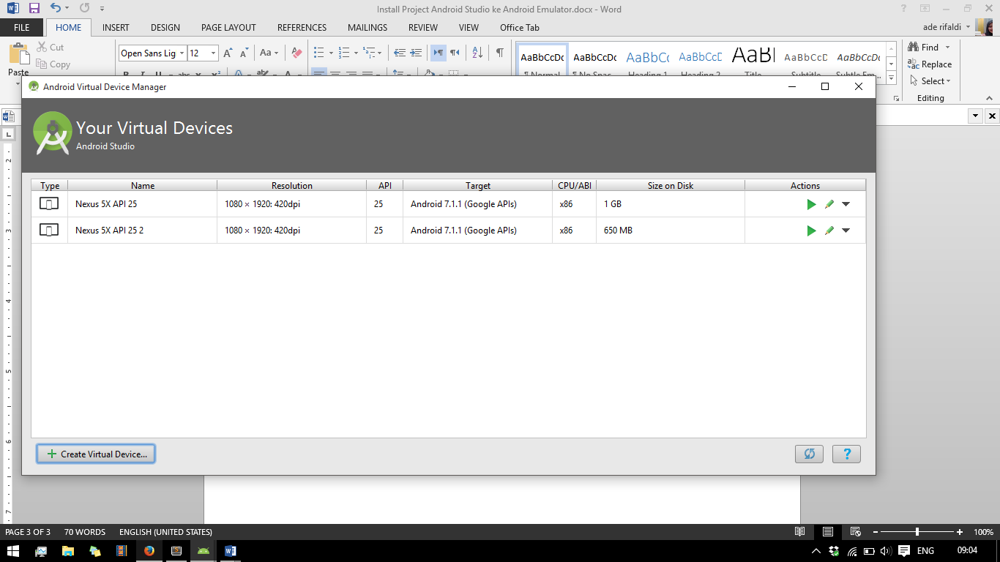 Install Project Android Studio ke Android Emulator.docx - Word
FILE HOME INSERT DESIGN PAGE LAYOUT REFERENCES MAILINGS REVIEW VIEW Office Tab ade rifaldi
Paste
Cut
Copy
Open Sans Lig 12
AaBbCcDc AaBbCcDc AaBbCc AaBbCcC AaBl AaBbCcD AaBbCcDc
¶ Normal ¶ No Spac... Heading 1 Heading 2 Title Subtitle Subtle Em...
Find
Replace
Select
Editing
Android Virtual Device Manager
Your Virtual Devices
Android Studio
Type Name Resolution API Target CPU/ABI Size on Disk Actions
Nexus 5X API 25 1080 × 1920: 420dpi 25 Android 7.1.1 (Google APIs) x86 1 GB
Nexus 5X API 25 2 1080 × 1920: 420dpi 25 Android 7.1.1 (Google APIs) x86 650 MB
Create Virtual Device...
PAGE 3 OF 3 70 WORDS ENGLISH (UNITED STATES) 100%
ENG 09:04